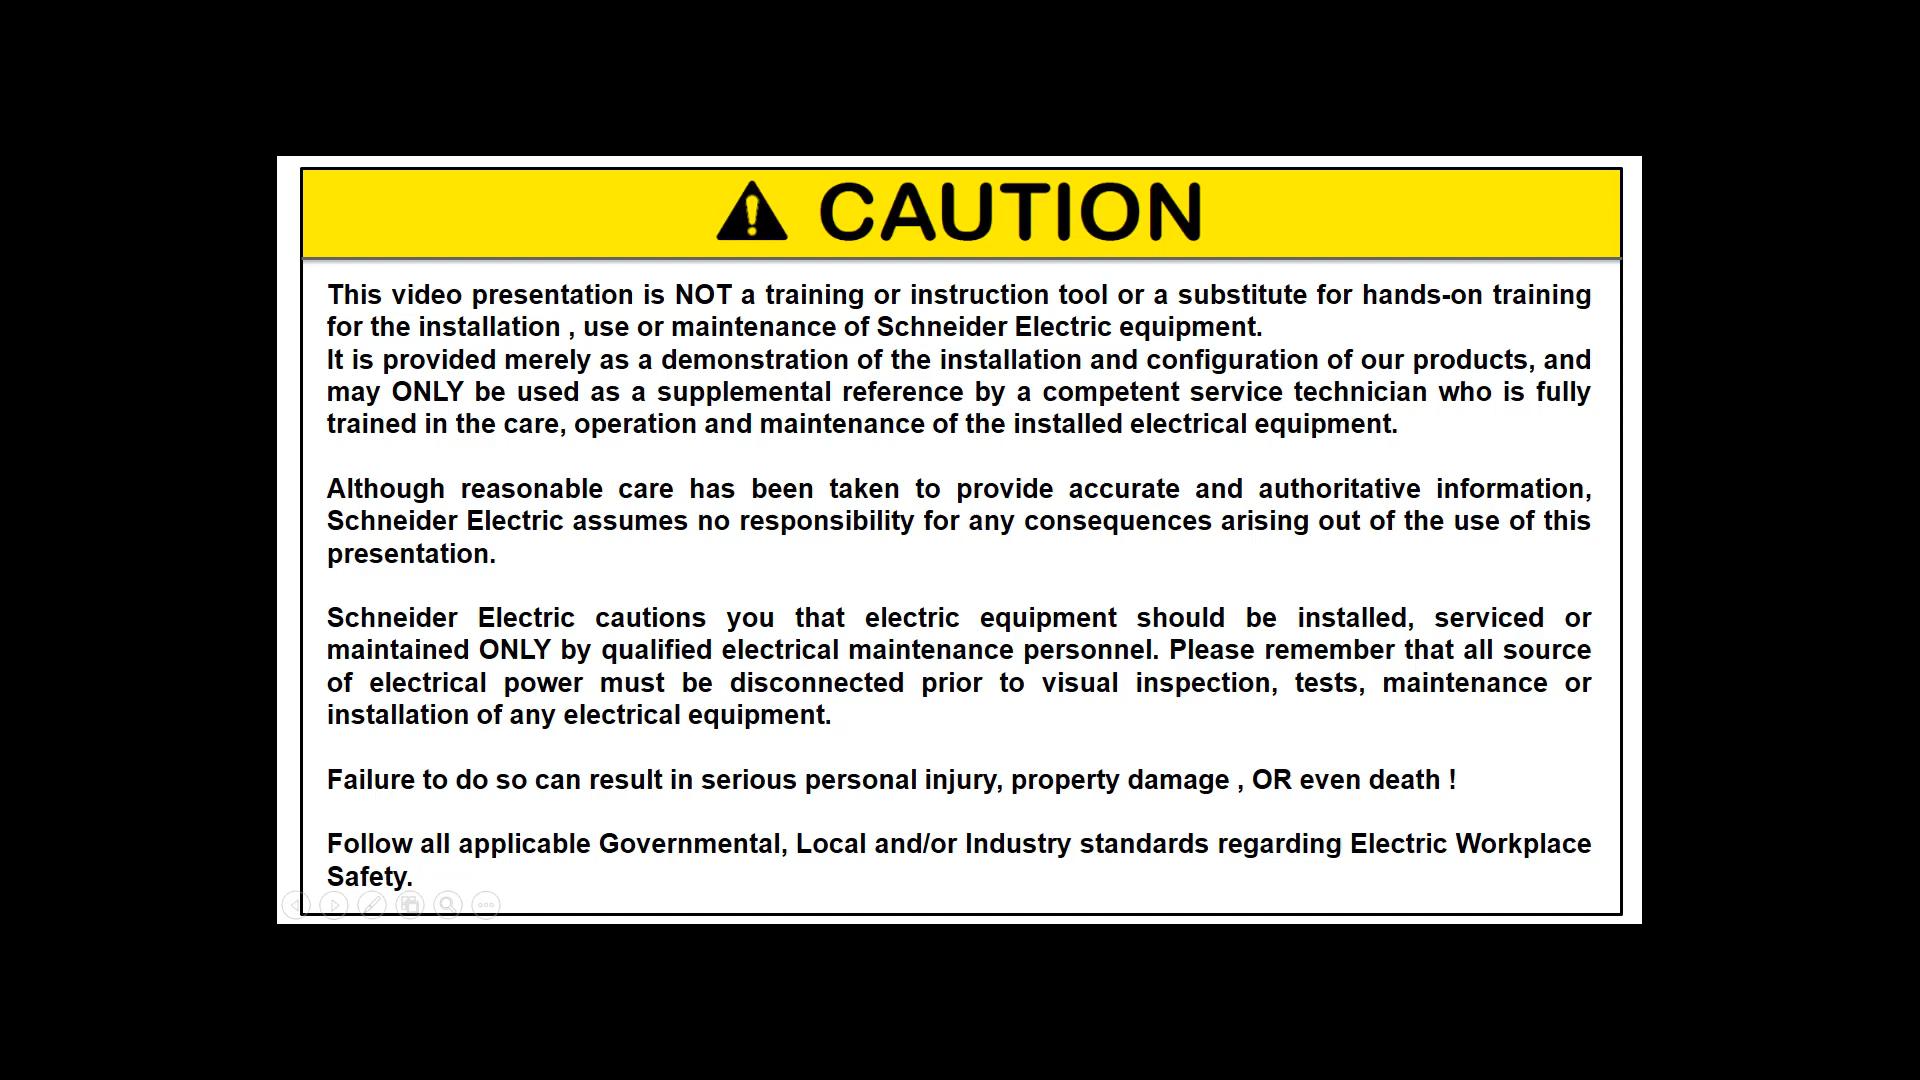 CAUTION
This video presentation is NOT a training or instruction tool or a substitute for hands-on training
for the installation , use or maintenance of Schneider Electric equipment.
It is provided merely as a demonstration of the installation and configuration of our products, and
may ONLY be used as a supplemental reference by a competent service technician who is fully
trained in the care, operation and maintenance of the installed electrical equipment.
Although reasonable care has been taken to provide accurate and authoritative information,
Schneider Electric assumes no responsibility for any consequences arising out of the use of this
presentation.
Schneider Electric cautions you that electric equipment should be installed, serviced or
maintained ONLY by qualified electrical maintenance personnel. Please remember that all source
of electrical power must be disconnected prior to visual inspection, tests, maintenance or
installation of any electrical equipment.
Failure to do so can result in serious personal injury, property damage , OR even death !
Follow all applicable Governmental, Local and/or Industry standards regarding Electric Workplace
Safety.